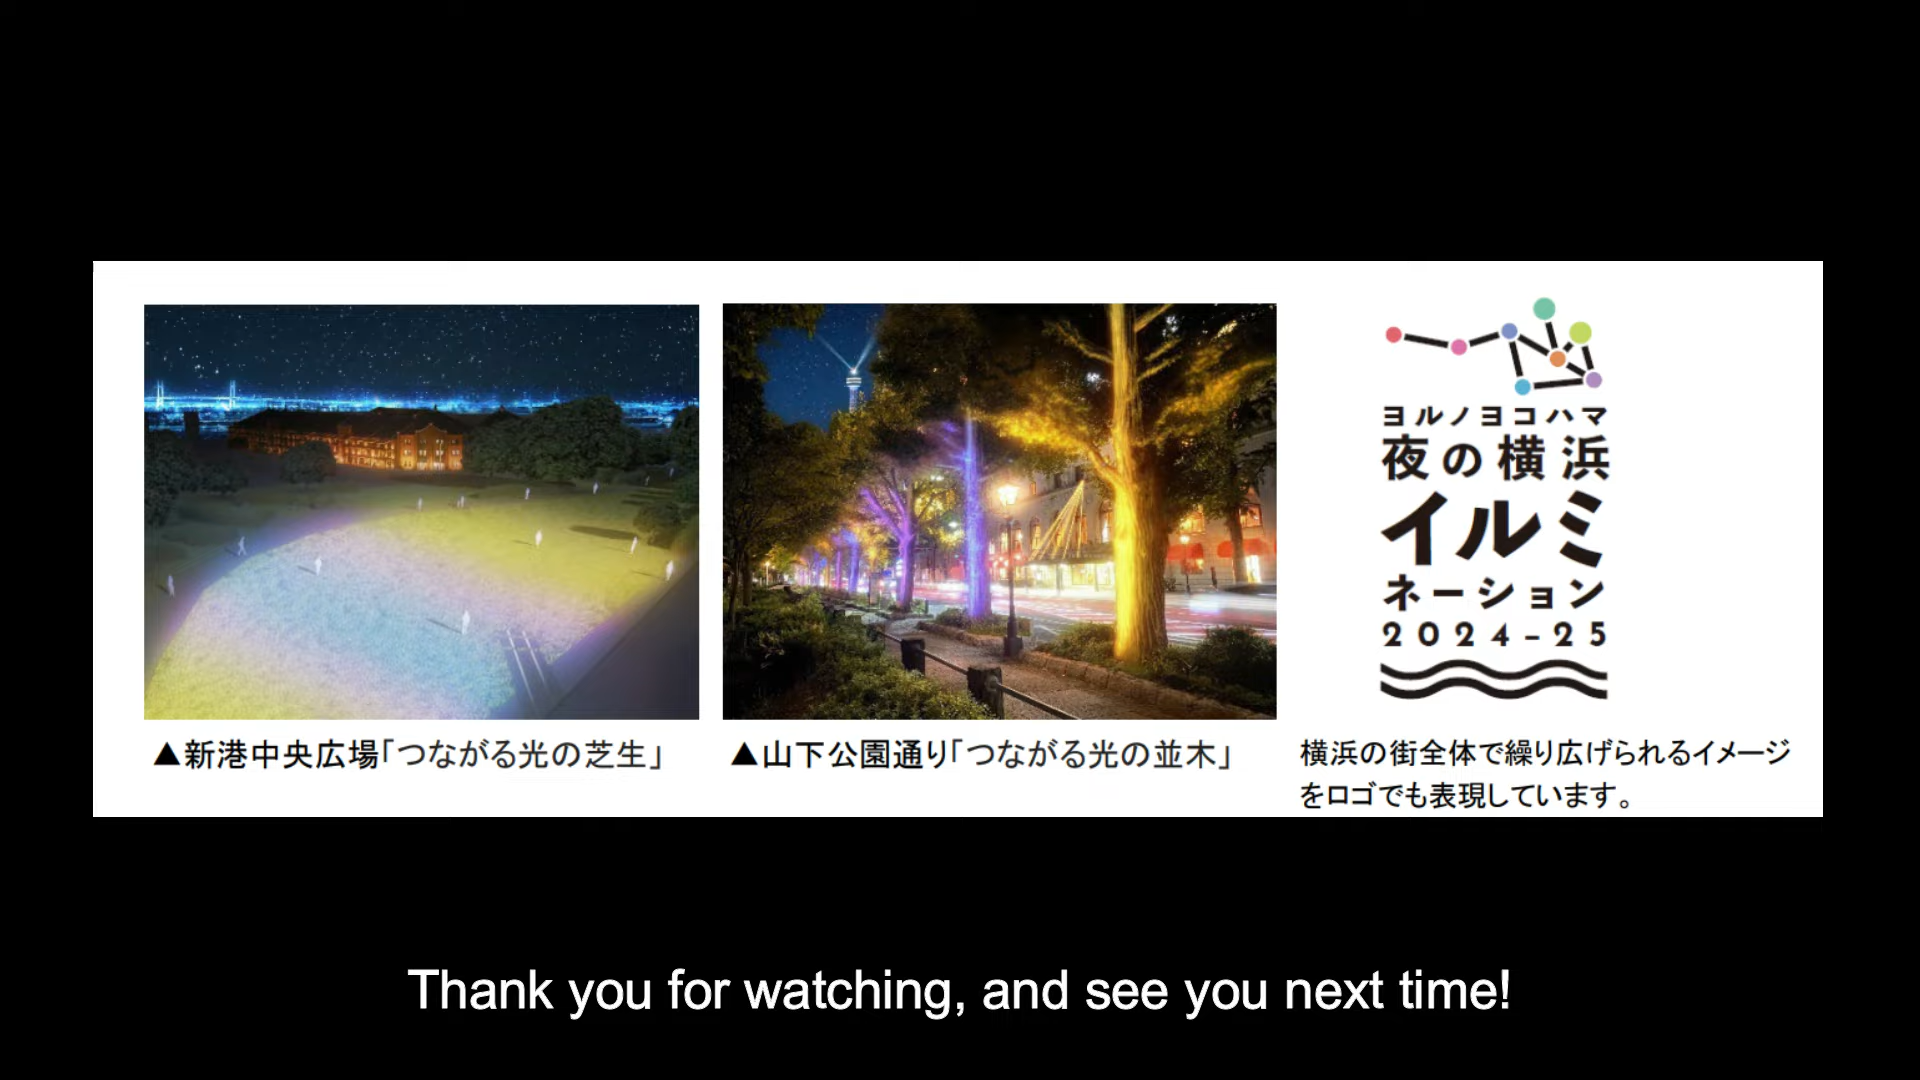 ▲新港中央広場「つながる光の芝生」
▲山下公園通り「つながる光の並木」
ヨルノヨコハマ
夜の横浜
イルミ
ネーション
2024-25
横浜の街全体で繰り広げられるイメージ
をロゴでも表現しています。
Thank you for watching, and see you next time!